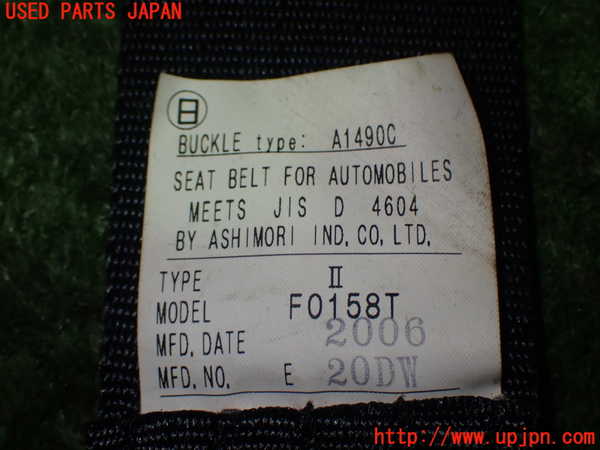 USED PARTS JAPAN
日
BUCKLE type: A1490C
SEAT BELT FOR AUTOMOBILES
MEETS JIS D 4604
BY ASHIMORI IND. CO, LTD.
TYPE II
MODEL F0158T
MFD. DATE 2006
MFD. NO. E 20DW
http://www.upjpn.com/